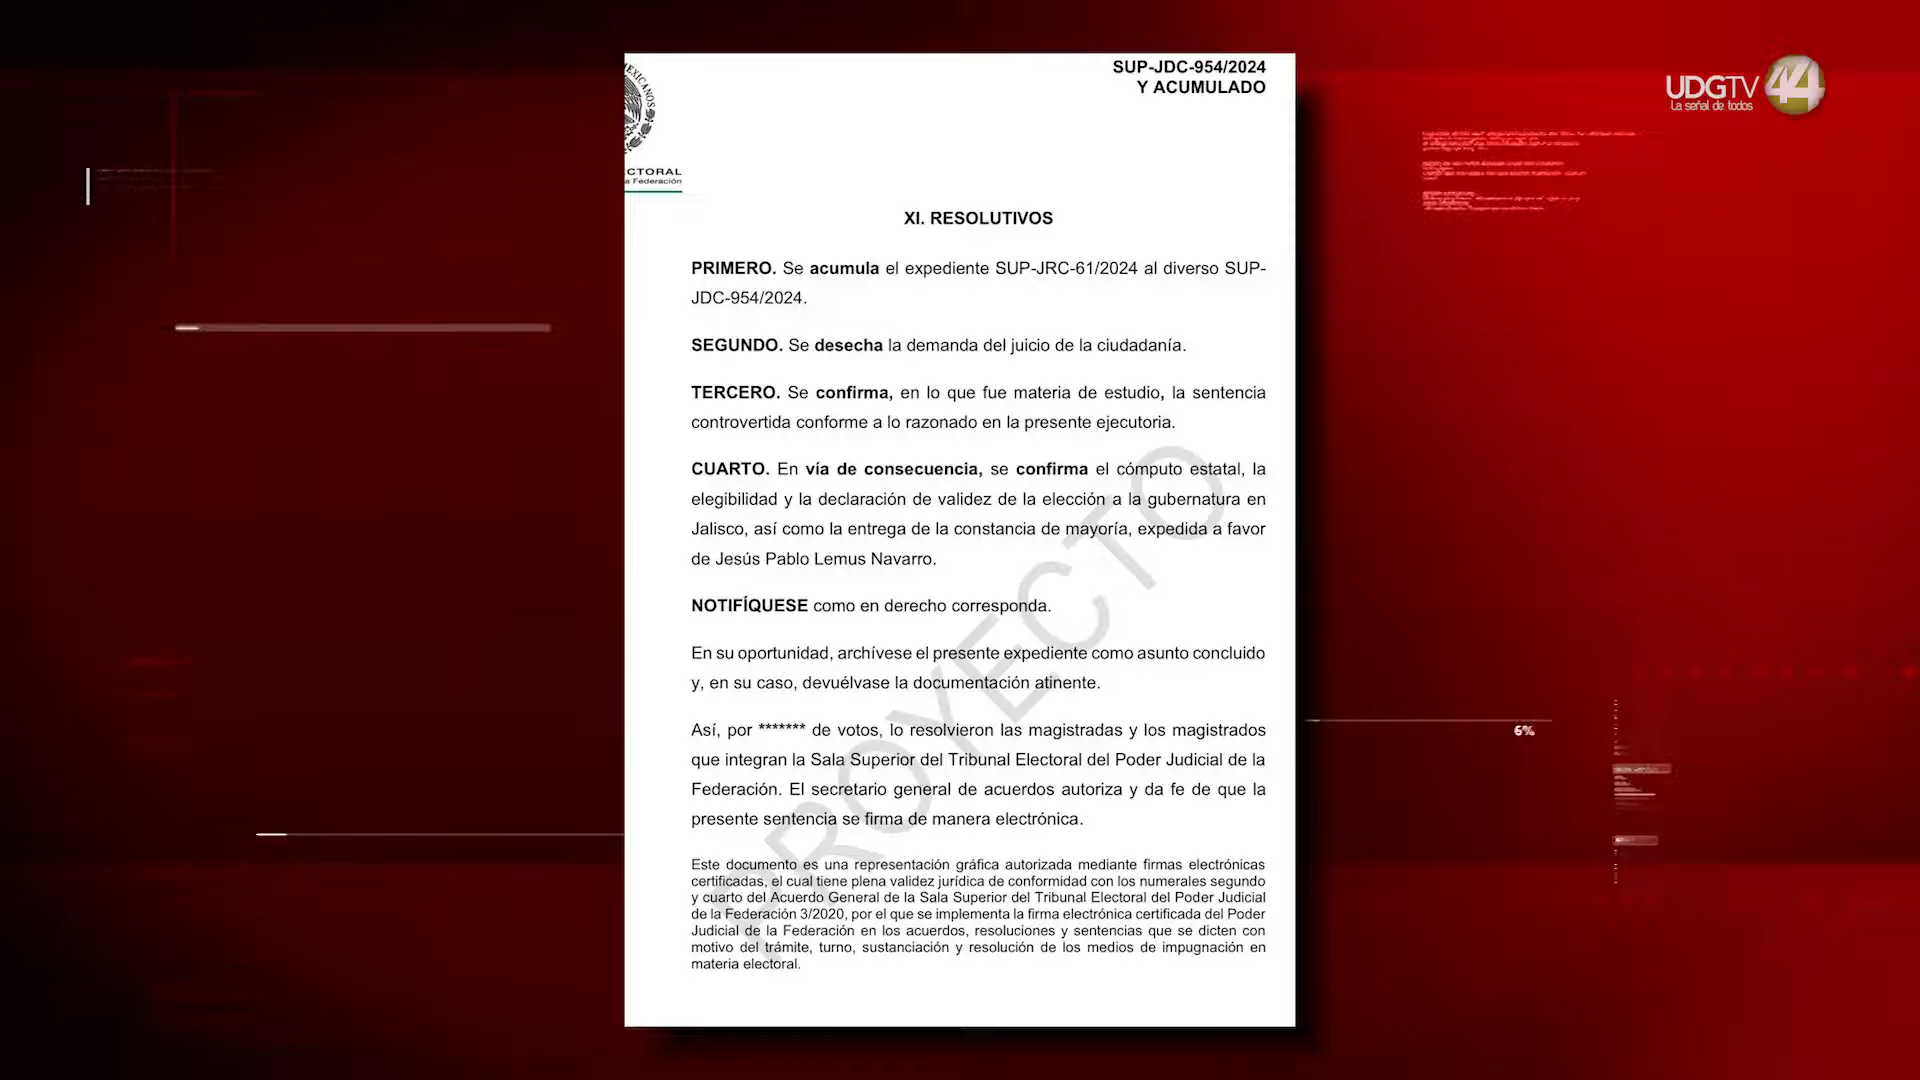 SUP-JDC-954/2024
Y ACUMULADO
UDGTV 44
La señal de todos
MEXICANOS
CTORAL
a Federación
XI. RESOLUTIVOS
PRIMERO. Se acumula el expediente SUP-JRC-61/2024 al diverso SUP-
JDC-954/2024.
SEGUNDO. Se desecha la demanda del juicio de la ciudadanía.
TERCERO. Se confirma, en lo que fue materia de estudio, la sentencia
controvertida conforme a lo razonado en la presente ejecutoria.
CUARTO. En vía de consecuencia, se confirma el cómputo estatal, la
elegibilidad y la declaración de validez de la elección a la gubernatura en
Jalisco, así como la entrega de la constancia de mayoría, expedida a favor
de Jesús Pablo Lemus Navarro.
NOTIFÍQUESE como en derecho corresponda.
En su oportunidad, archívese el presente expediente como asunto concluido
y, en su caso, devuélvase la documentación atinente.
Así, por ******* de votos, lo resolvieron las magistradas y los magistrados
que integran la Sala Superior del Tribunal Electoral del Poder Judicial de la
Federación. El secretario general de acuerdos autoriza y da fe de que la
presente sentencia se firma de manera electrónica.
Este documento es una representación gráfica autorizada mediante firmas electrónicas
certificadas, el cual tiene plena validez jurídica de conformidad con los numerales segundo
y cuarto del Acuerdo General de la Sala Superior del Tribunal Electoral del Poder Judicial
de la Federación 3/2020, por el que se implementa la firma electrónica certificada del Poder
Judicial de la Federación en los acuerdos, resoluciones y sentencias que se dicten con
motivo del trámite, turno, sustanciación y resolución de los medios de impugnación en
materia electoral.
PROYECTO
6%